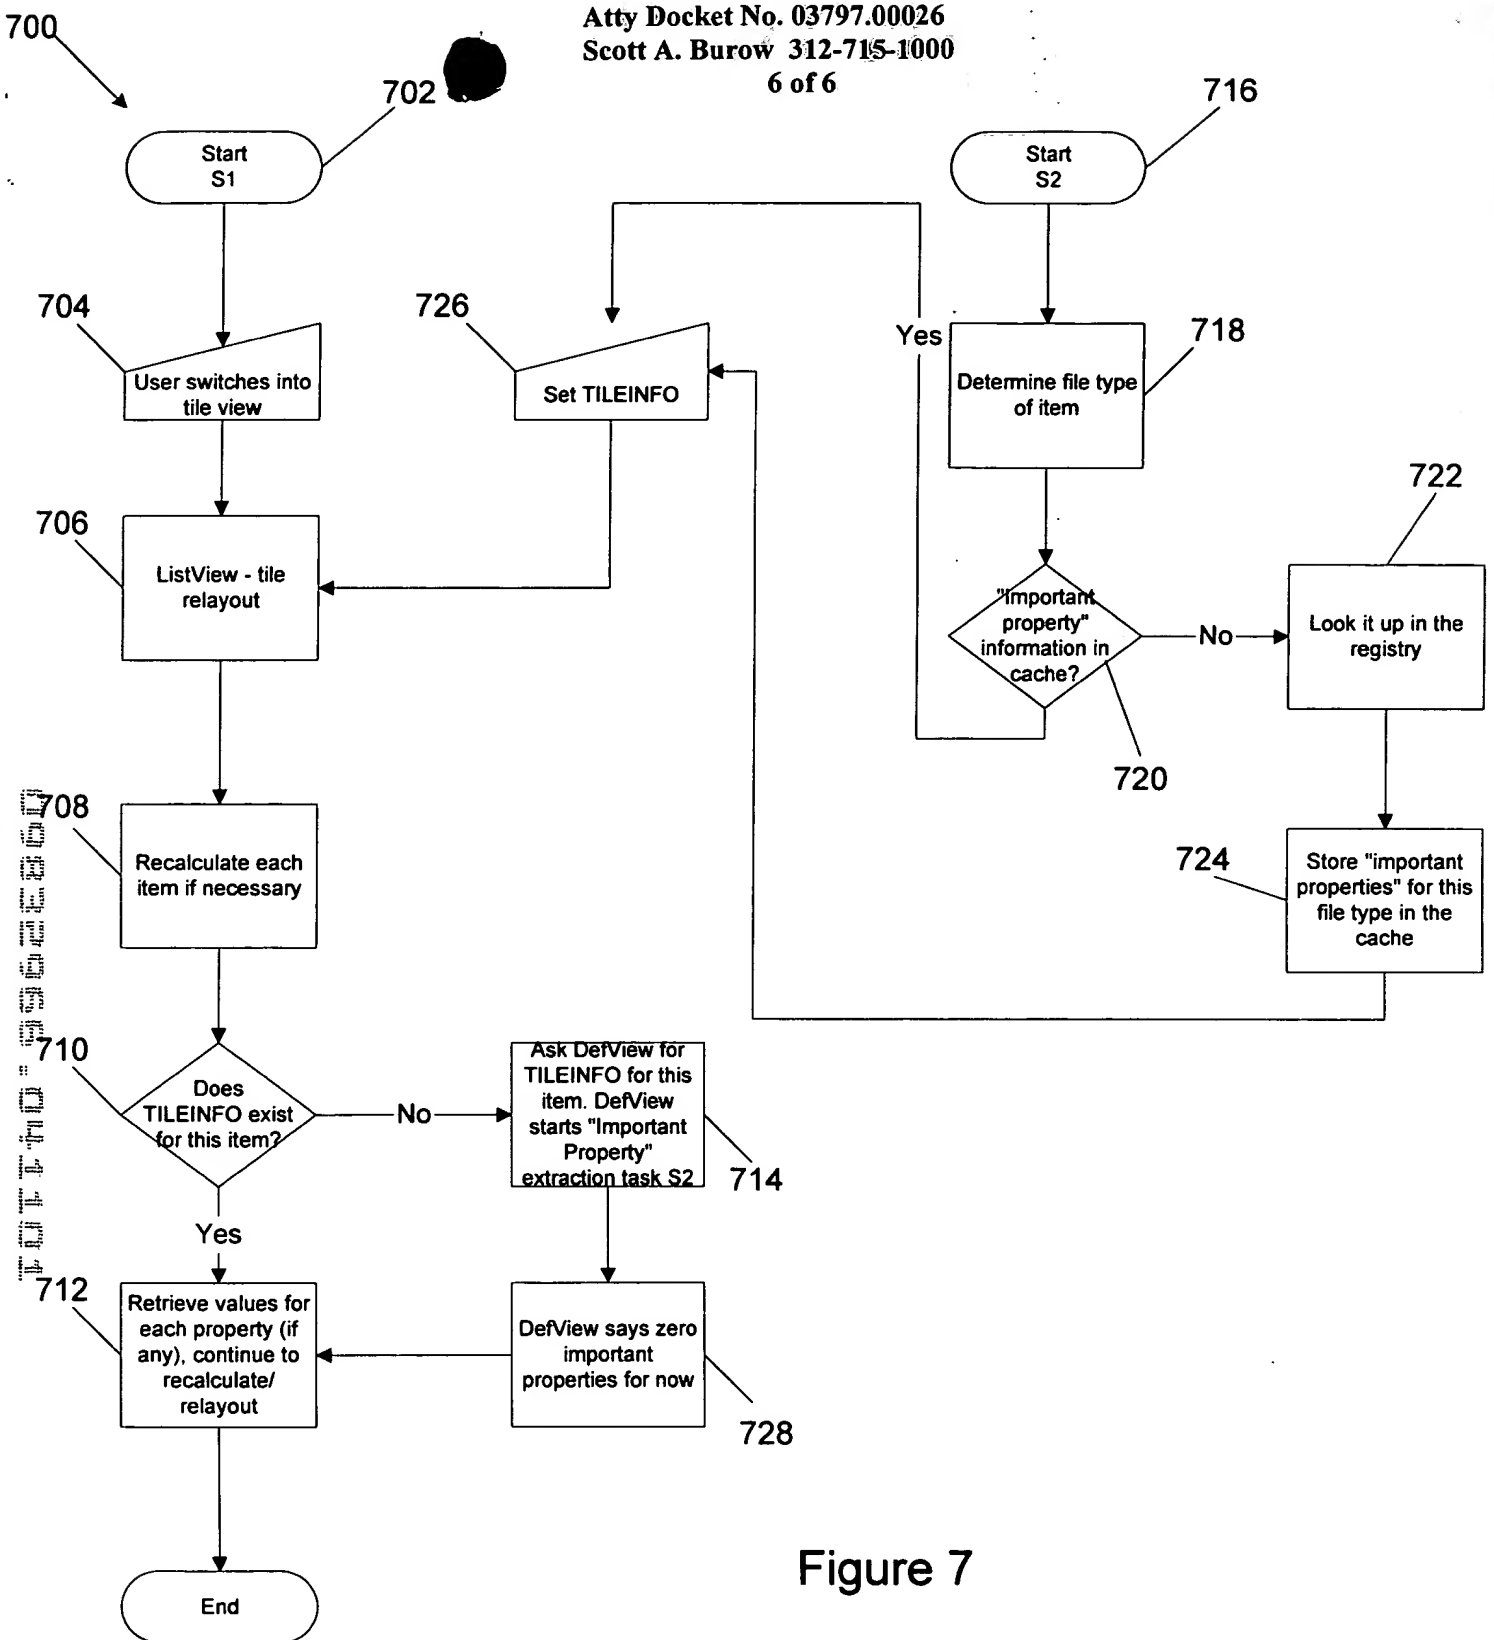 Atty Docket No. 03797.00026
Scott A. Burow 312-715-1000
6 of 6
700
702
Start
S1
716
Start
S2
704
User switches into
tile view
726
Set TILEINFO
Yes
718
Determine file type
of item
706
ListView - tile
relayout
"Important
property"
information in
cache?
No
720
722
Look it up in the
registry
708
Recalculate each
item if necessary
724
Store "important
properties" for this
file type in the
cache
710
Does
TILEINFO exist
for this item?
No
Ask DefView for
TILEINFO for this
item. DefView
starts "Important
Property"
extraction task S2
714
Yes
712
Retrieve values for
each property (if
any), continue to
recalculate/
relayout
DefView says zero
important
properties for now
728
End
Figure 7